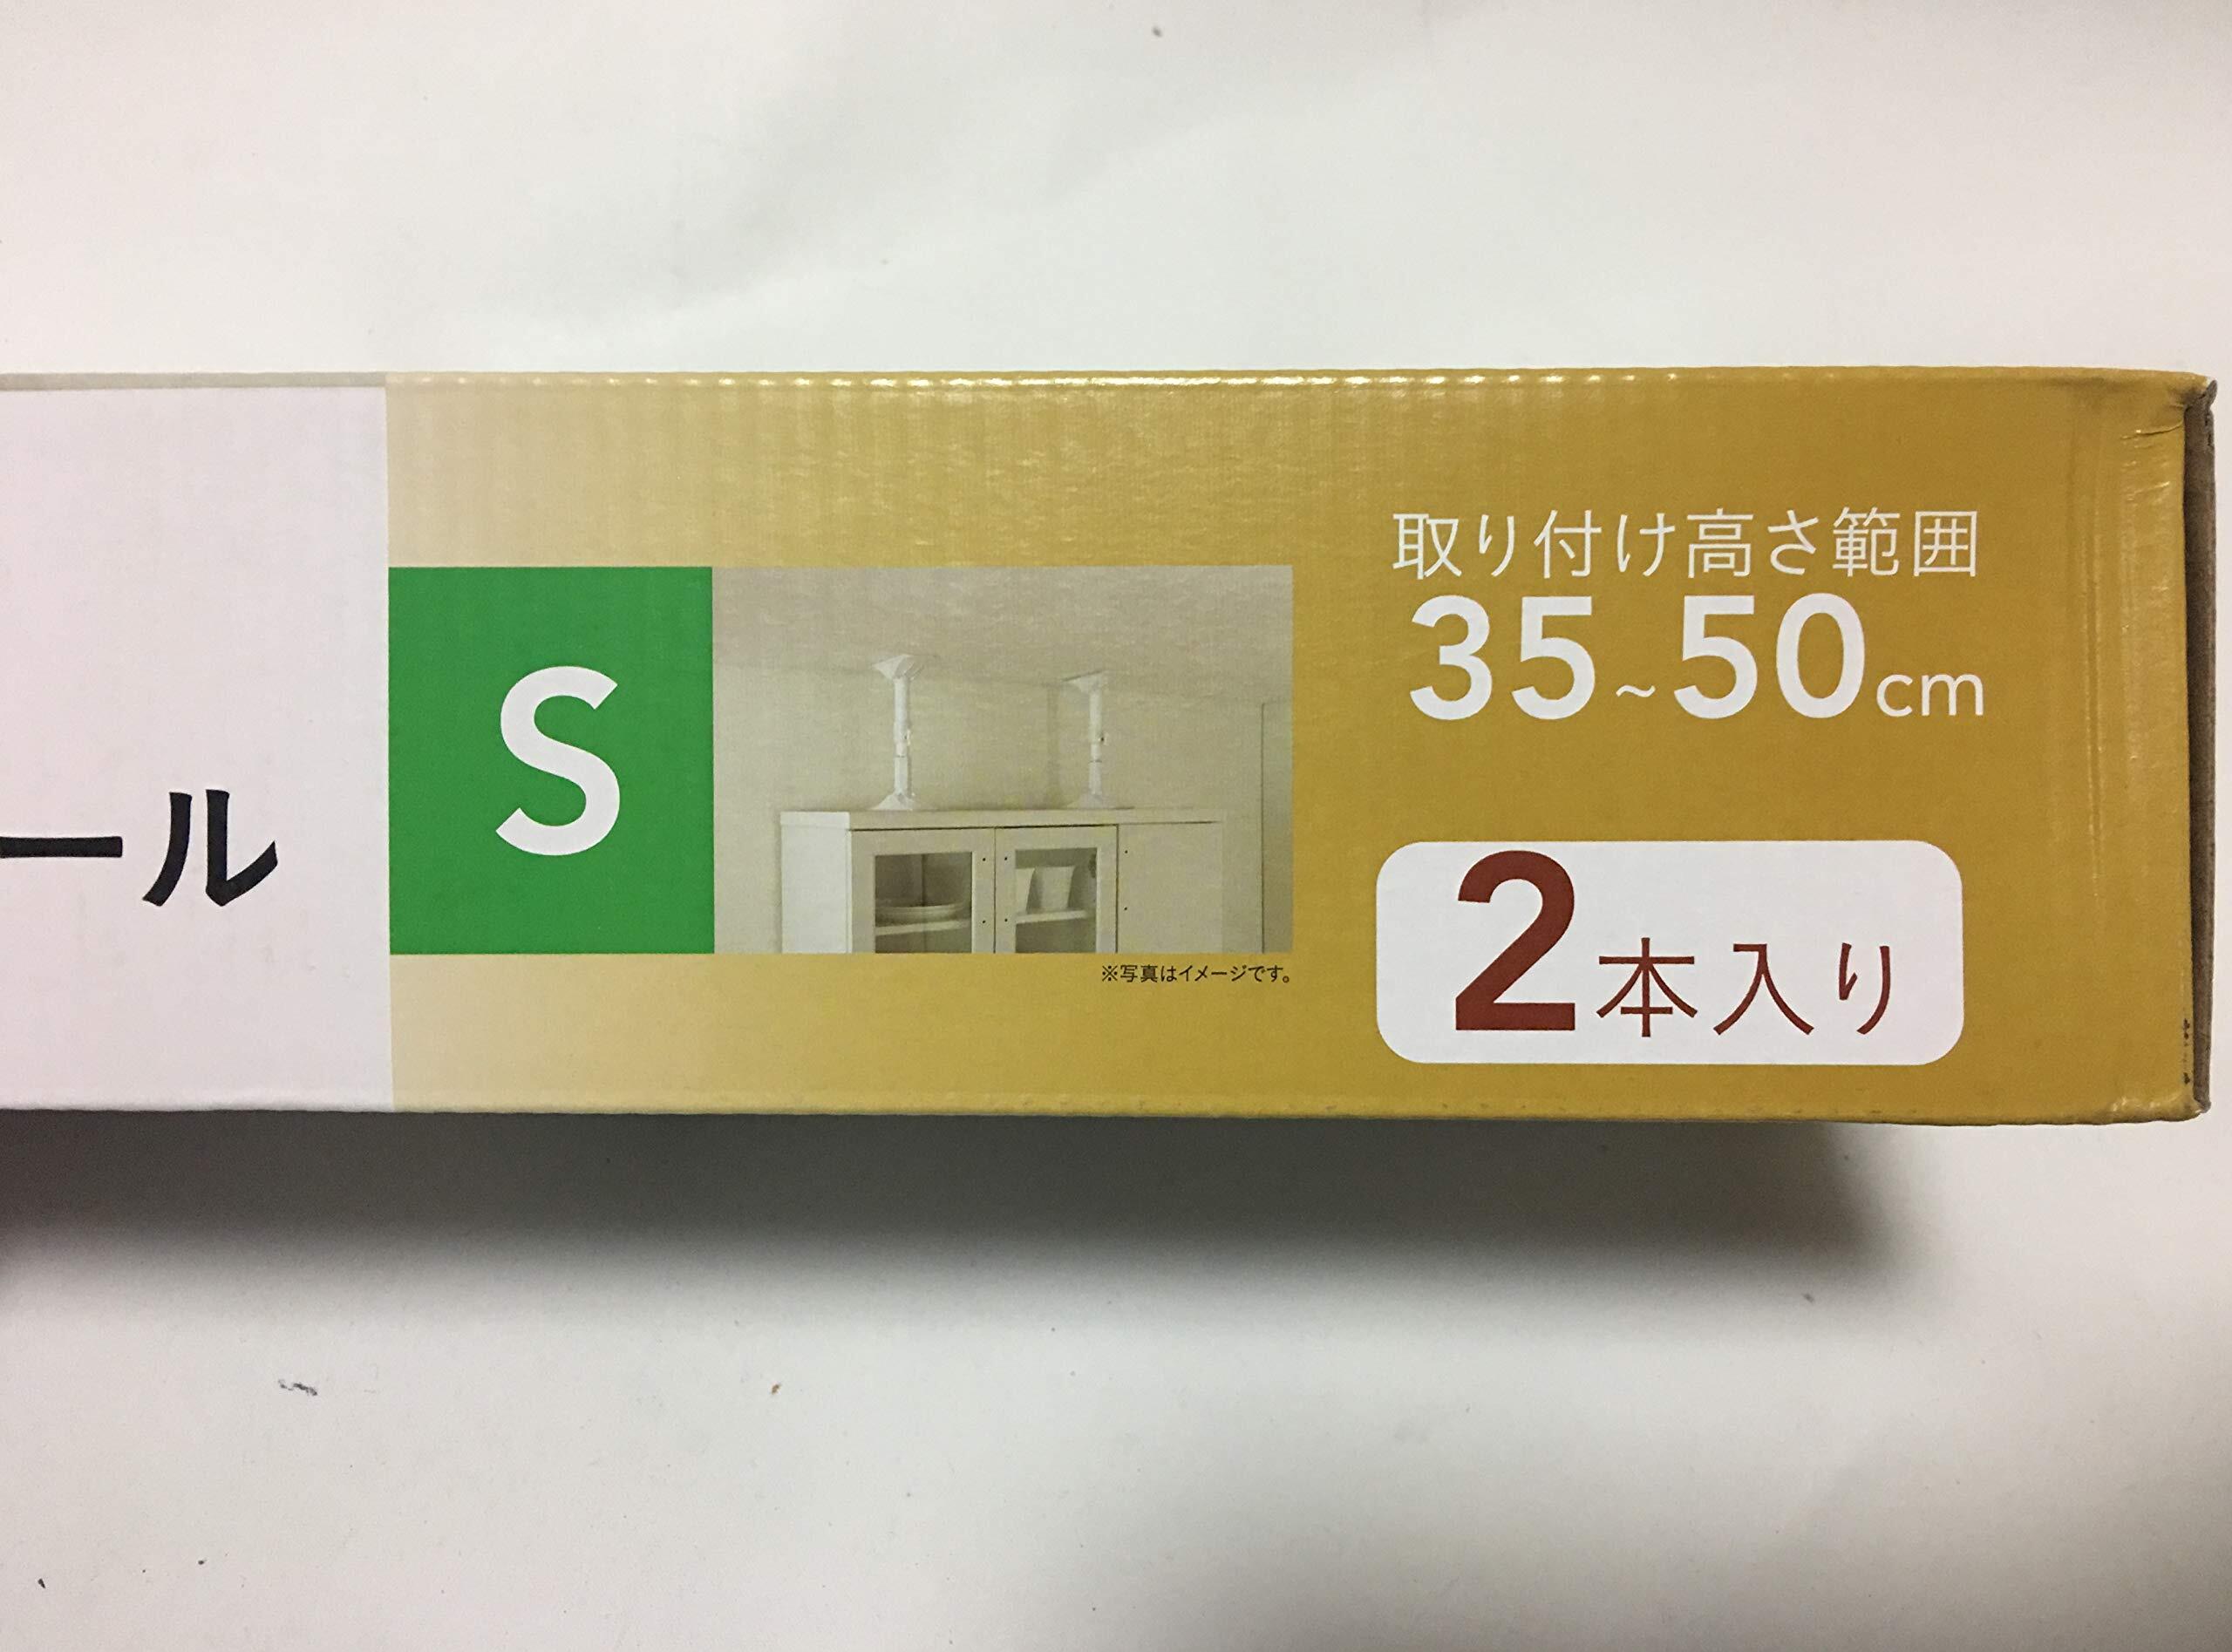 ール
S
※写真はイメージです。
取り付け高さ範囲
35~50cm
2本入り